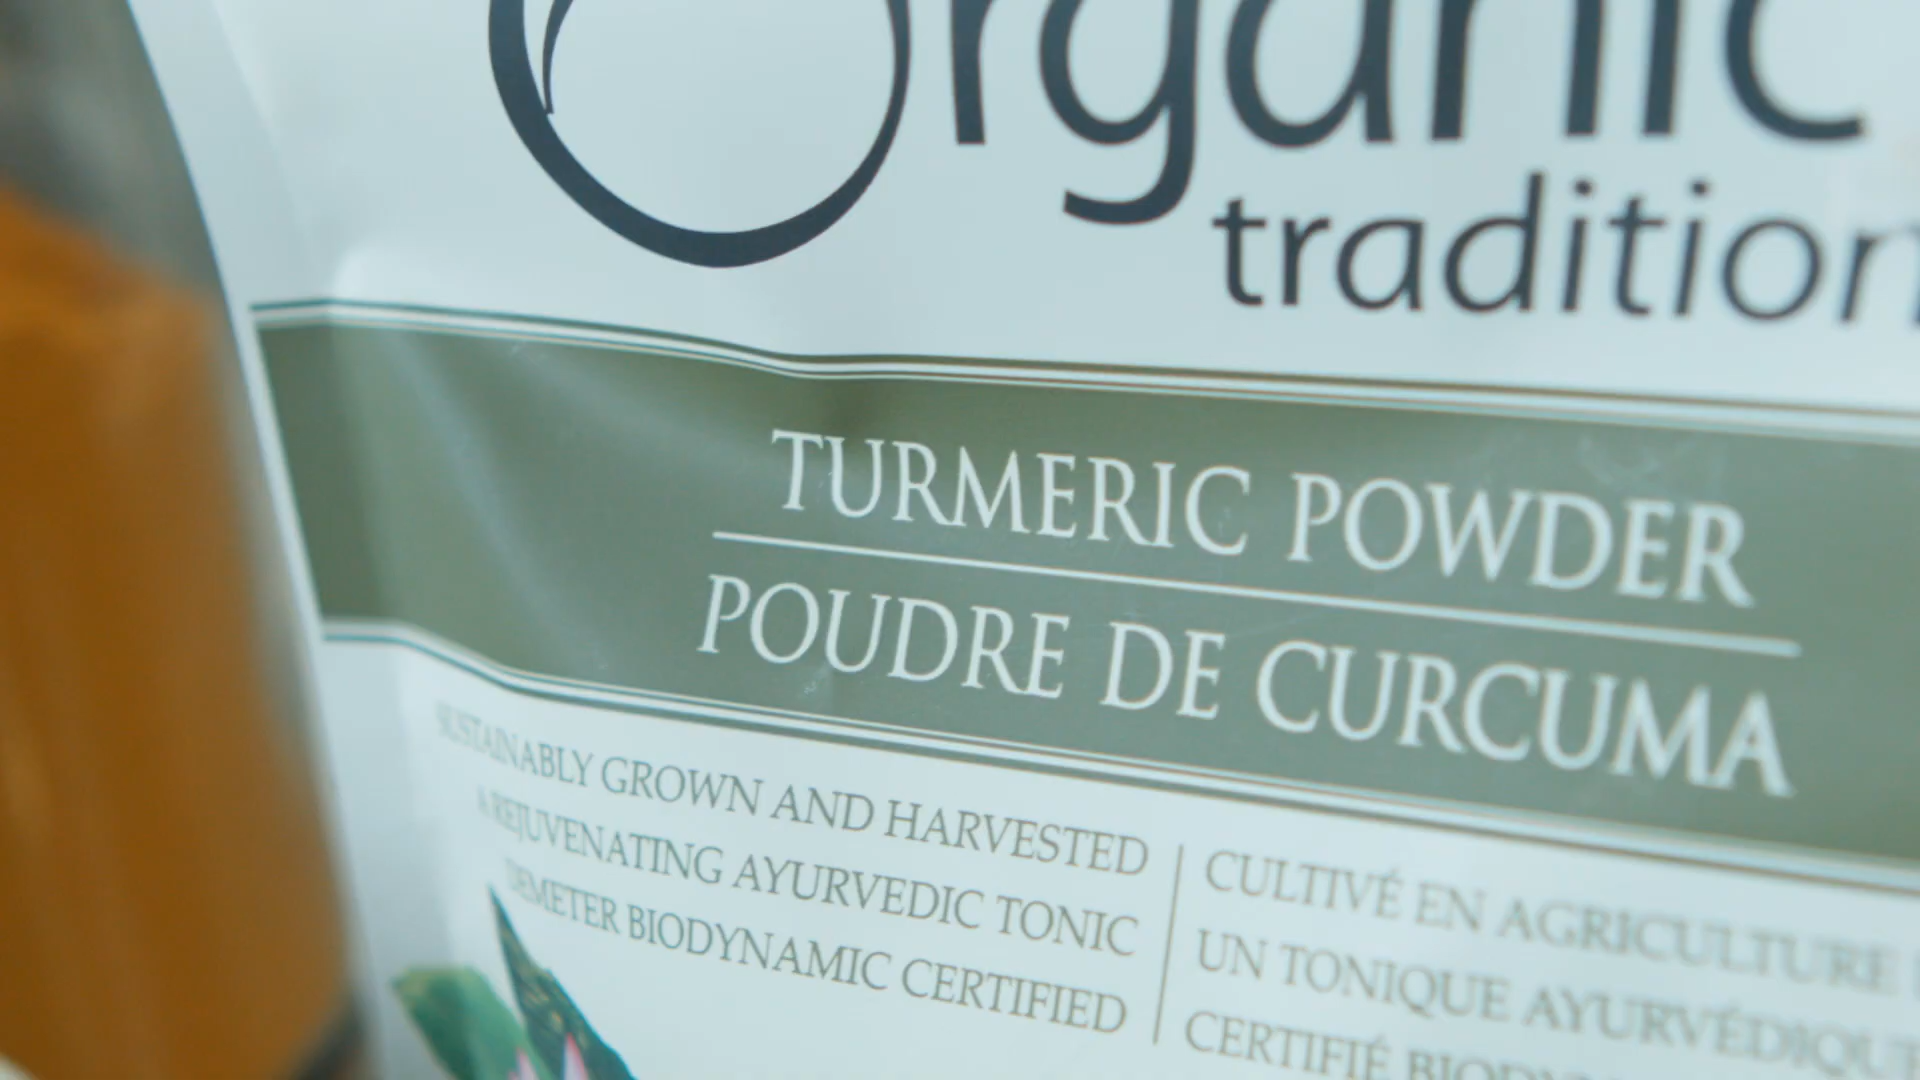 Organic
tradition
TURMERIC POWDER
POUDRE DE CURCUMA
SUSTAINABLY GROWN AND HARVESTED
A REJUVENATING AYURVEDIC TONIC
DEMETER BIODYNAMIC CERTIFIED
CULTIVÉ EN AGRICULTURE
UN TONIQUE AYURVÉDIQUE
CERTIFIÉ